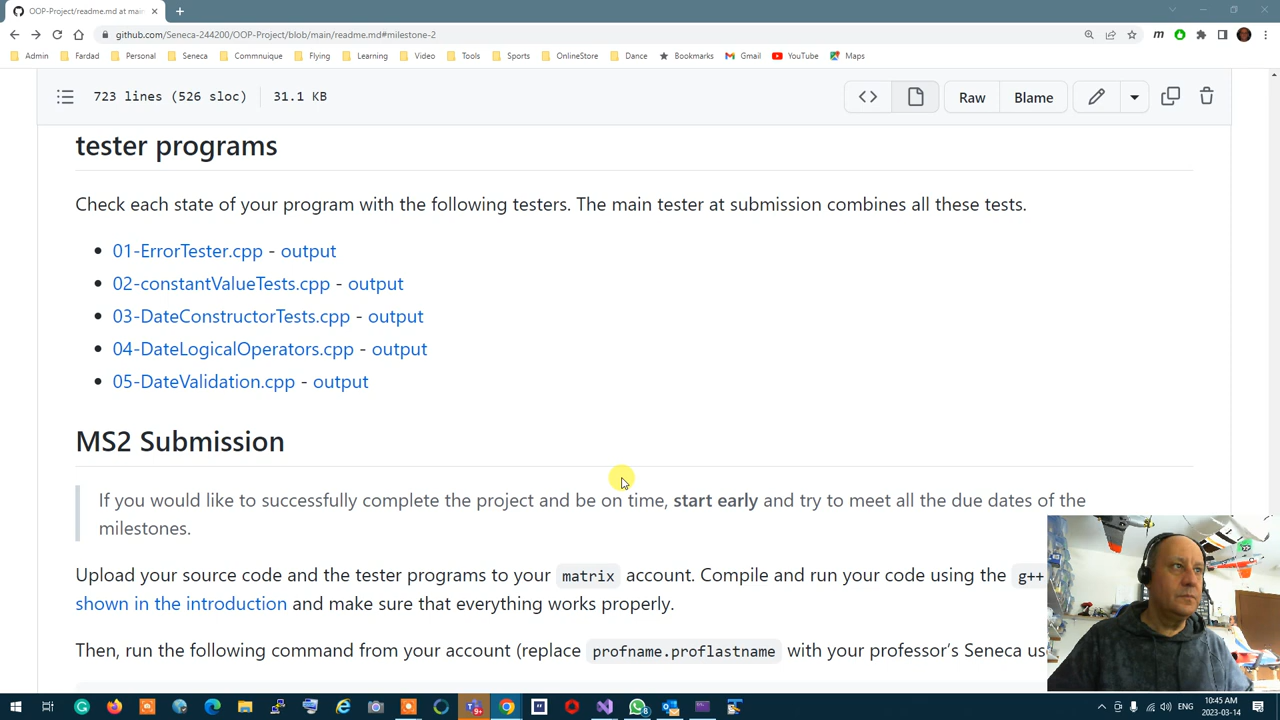 OOP-Project/readme.md at main
github.com/Seneca-244200/OOP-Project/blob/main/readme.md#milestone-2
Admin Fardad Personal Seneca Commnuique Flying Learning Video Tools Sports OnlineStore Dance Bookmarks Gmail YouTube Maps
723 lines (526 sloc) 31.1 KB Raw Blame
tester programs
Check each state of your program with the following testers. The main tester at submission combines all these tests.
• 01-ErrorTester.cpp - output
• 02-constantValueTests.cpp - output
• 03-DateConstructorTests.cpp - output
• 04-DateLogicalOperators.cpp - output
• 05-DateValidation.cpp - output
MS2 Submission
If you would like to successfully complete the project and be on time, start early and try to meet all the due dates of the
milestones.
Upload your source code and the tester programs to your matrix account. Compile and run your code using the g++
shown in the introduction and make sure that everything works properly.
Then, run the following command from your account (replace profname.proflastname with your professor's Seneca us
ENG
10:45 AM
2023-03-14